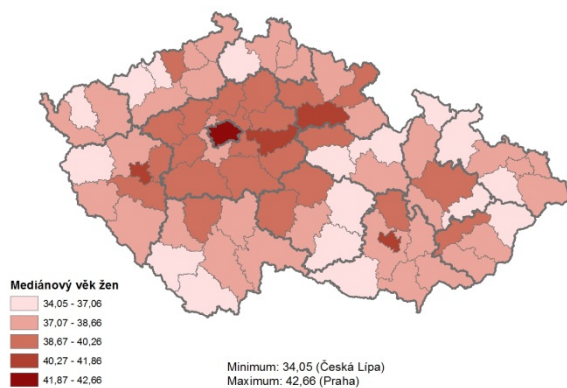 Mediánový věk žen
34,05 - 37,06
37,07 - 38,66
38,67 - 40,26
40,27 - 41,86
41,87 - 42,66
Minimum: 34,05 (Česká Lípa)
Maximum: 42,66 (Praha)